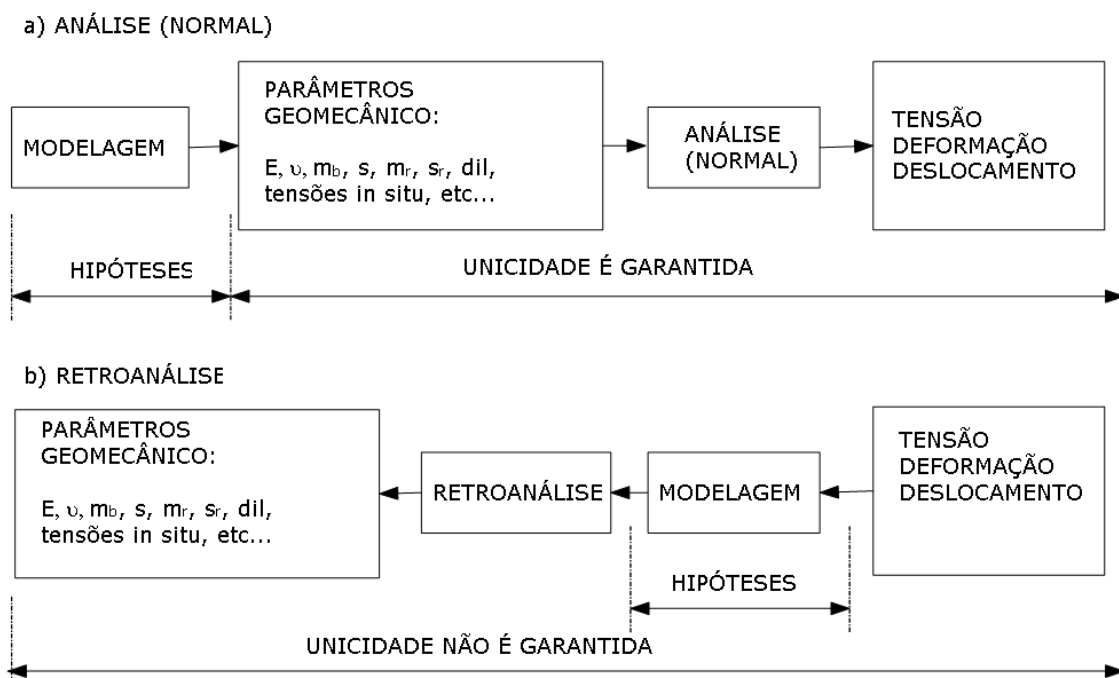 a) ANÁLISE (NORMAL)
MODELAGEM
PARÂMETROS
GEOMECÂNICO:
E, υ, mb, s, mr, sr, dil,
tensões in situ, etc...
ANÁLISE
(NORMAL)
TENSÃO
DEFORMAÇÃO
DESLOCAMENTO
HIPÓTESES
UNICIDADE É GARANTIDA
b) RETROANÁLISE
PARÂMETROS
GEOMECÂNICO:
E, υ, mb, s, mr, sr, dil,
tensões in situ, etc...
RETROANÁLISE
MODELAGEM
TENSÃO
DEFORMAÇÃO
DESLOCAMENTO
HIPÓTESES
UNICIDADE NÃO É GARANTIDA